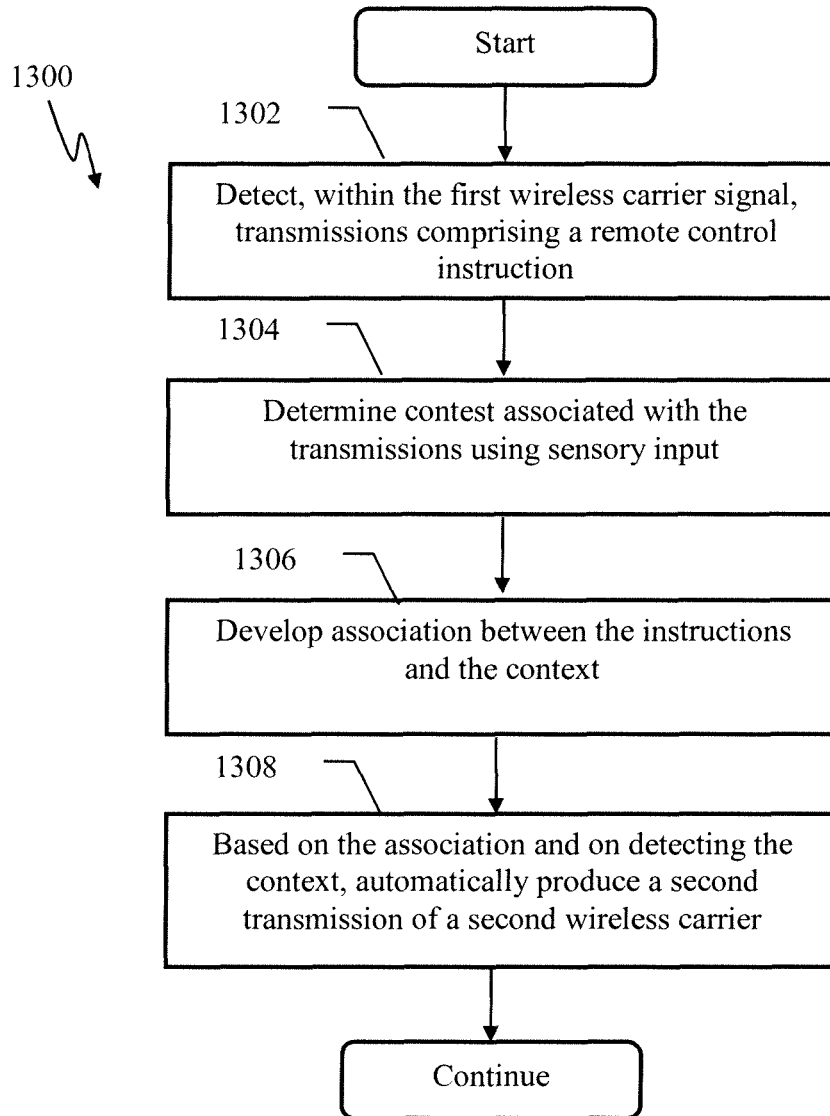 Start
1300
1302
Detect, within the first wireless carrier signal,
transmissions comprising a remote control
instruction
1304
Determine contest associated with the
transmissions using sensory input
1306
Develop association between the instructions
and the context
1308
Based on the association and on detecting the
context, automatically produce a second
transmission of a second wireless carrier
Continue